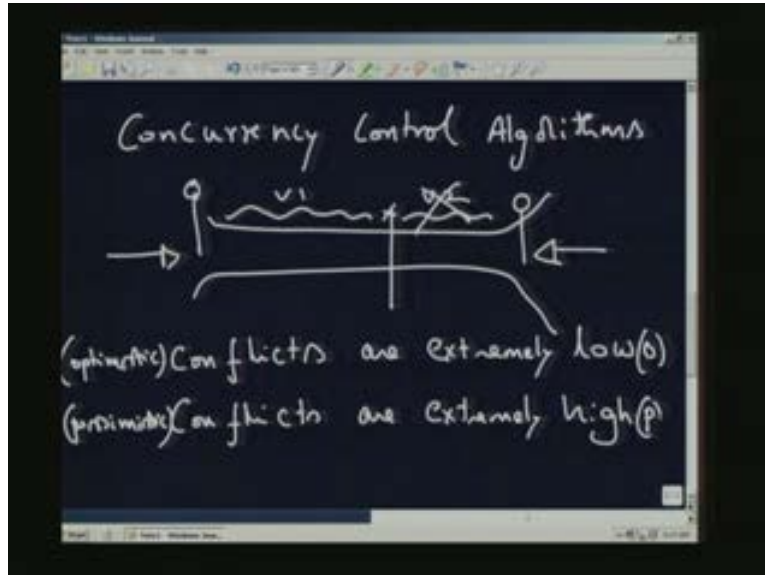 Concurrency Control Algorithms
V1
(optimistic) Conflicts are extremely low(o)
(pessimistic) Conflicts are extremely high(p)